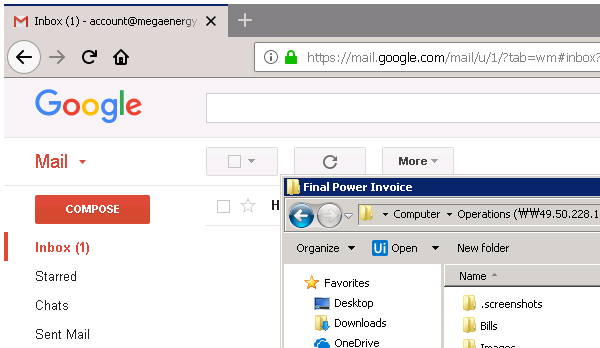 Inbox (1) - account@megaenergy
https://mail.google.com/mail/u/1/?tab=wm#inbox?
Google
Mail
More
COMPOSE
H
Inbox (1)
Starred
Chats
Sent Mail
Final Power Invoice
Computer Operations (₩₩49.50.228.1
Organize Ui Open New folder
Favorites
Desktop
Downloads
OneDrive
Name
.screenshots
Bills
Images